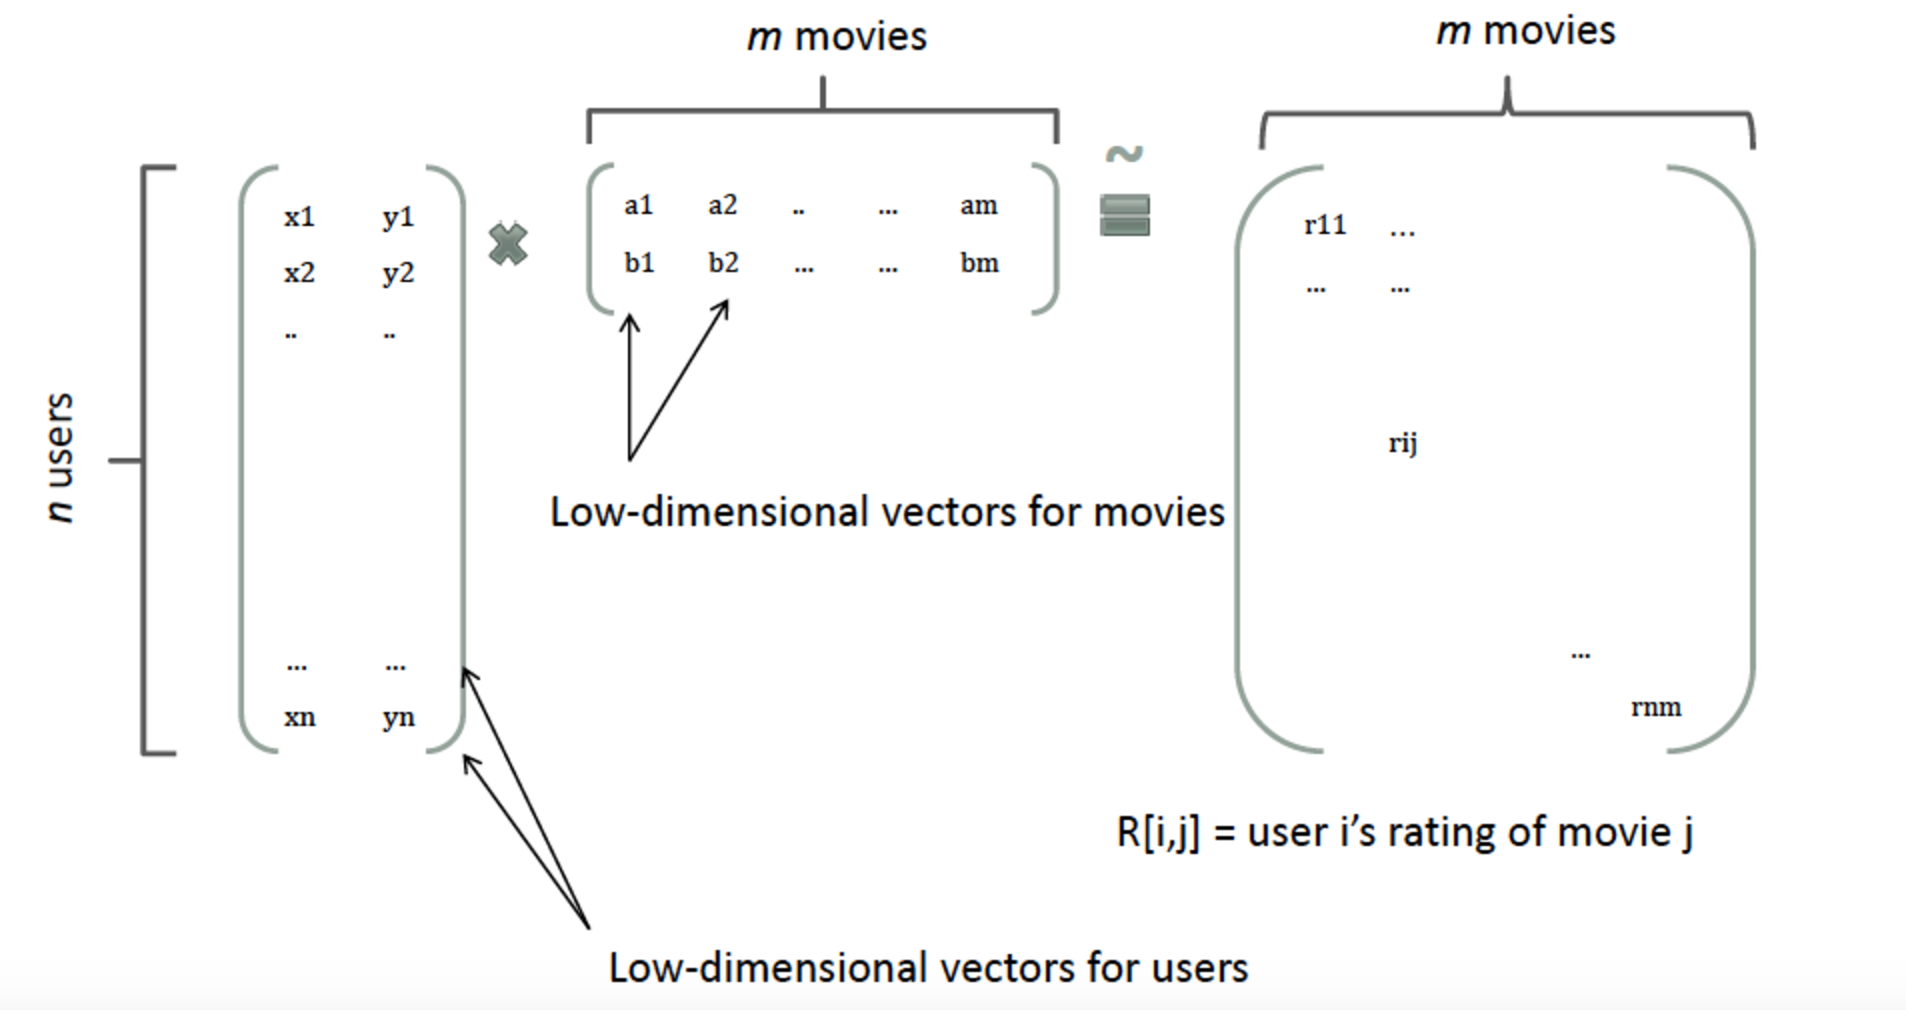 m movies
m movies
n users
x1 y1
x2 y2
.. ..
... ...
xn yn
a1 a2 .. ... am
b1 b2 ... ... bm
~
=
r11 ...
... ...
rij
...
rnm
Low-dimensional vectors for movies
R[i,j] = user i’s rating of movie j
Low-dimensional vectors for users